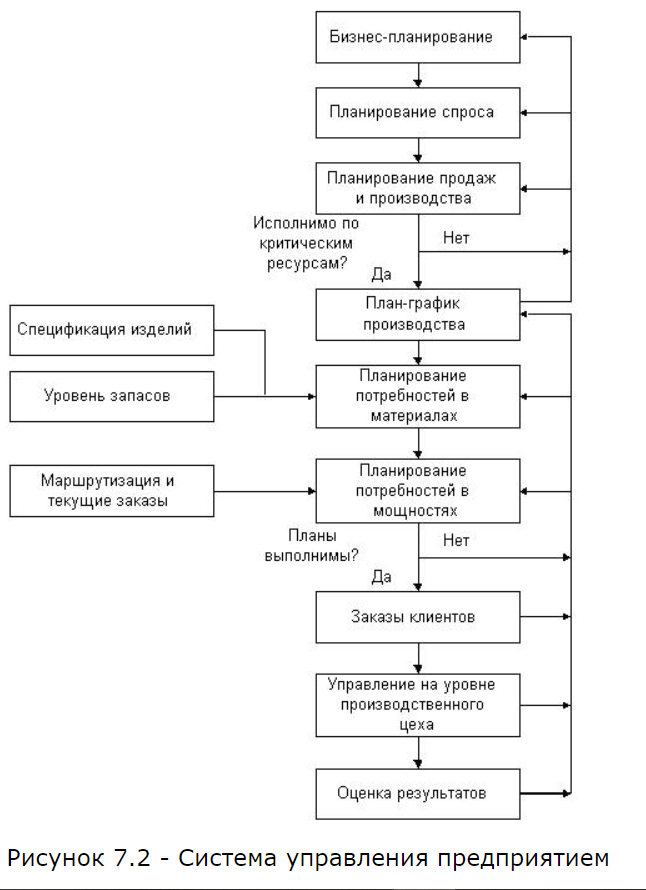 Бизнес-планирование
Планирование спроса
Планирование продаж
и производства
Исполнимо по
критическим
ресурсам?
Нет
Да
План-график
производства
Спецификация изделий
Уровень запасов
Планирование
потребностей в
материалах
Маршрутизация и
текущие заказы
Планирование
потребностей в
мощностях
Планы
выполнимы?
Нет
Да
Заказы клиентов
Управление на уровне
производственного
цеха
Оценка результатов
Рисунок 7.2 - Система управления предприятием